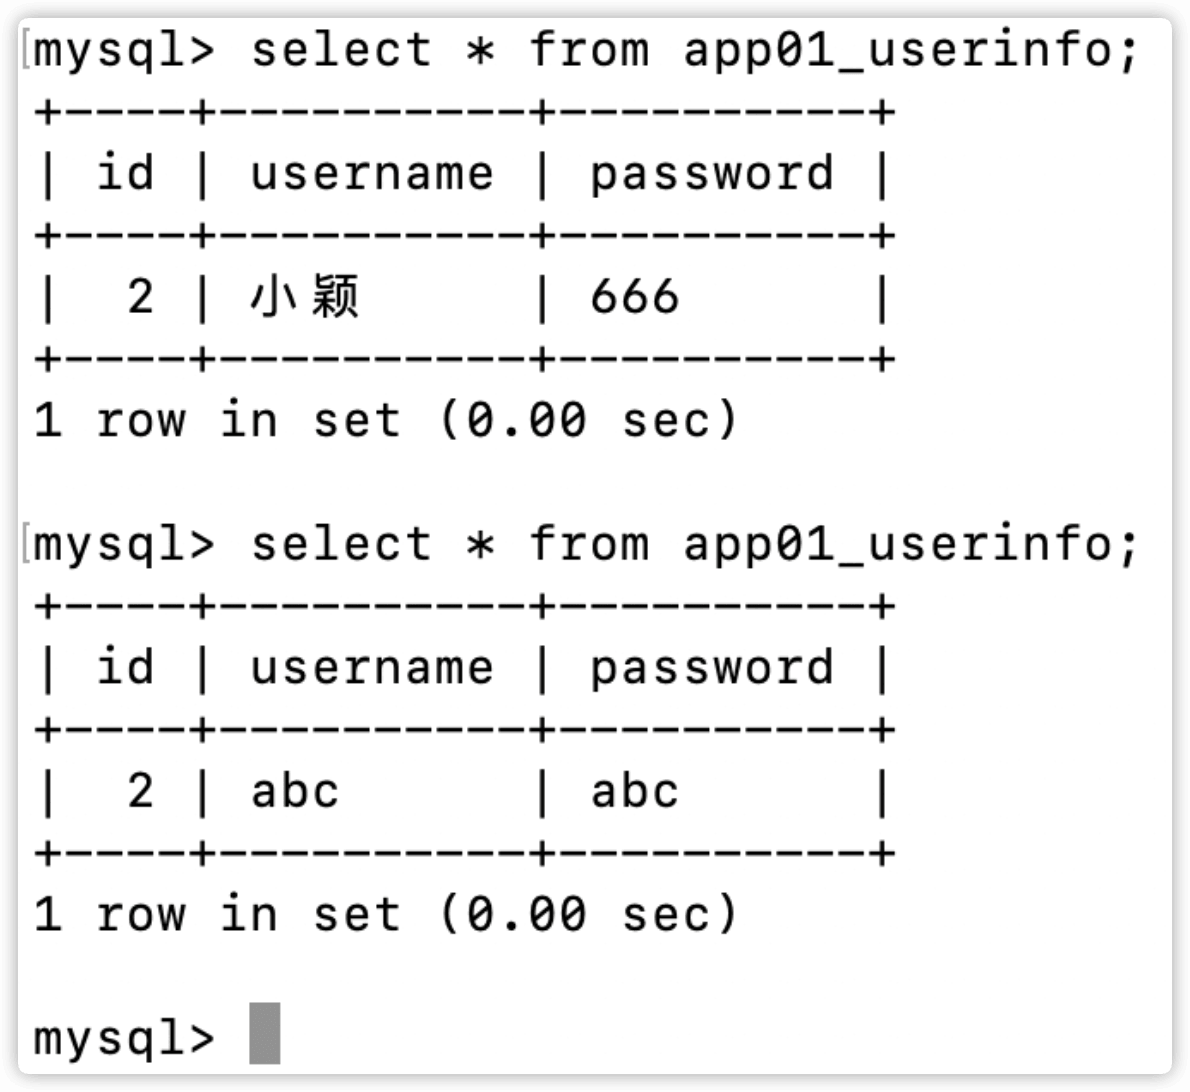 mysql> select * from app01_userinfo;
+----+----------+----------+
| id | username | password |
+----+----------+----------+
|  2 | 小颖     | 666      |
+----+----------+----------+
1 row in set (0.00 sec)

mysql> select * from app01_userinfo;
+----+----------+----------+
| id | username | password |
+----+----------+----------+
|  2 | abc      | abc      |
+----+----------+----------+
1 row in set (0.00 sec)

mysql>